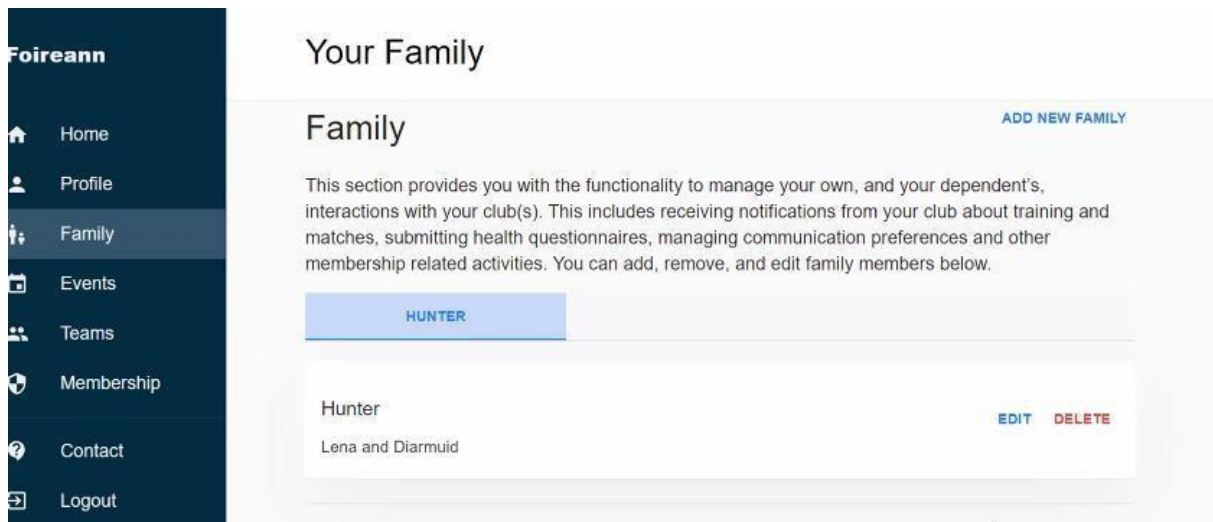 Foireann
Home
Profile
Family
Events
Teams
Membership
Contact
Logout
Your Family
Family
ADD NEW FAMILY
This section provides you with the functionality to manage your own, and your dependent's,
interactions with your club(s). This includes receiving notifications from your club about training and
matches, submitting health questionnaires, managing communication preferences and other
membership related activities. You can add, remove, and edit family members below.
HUNTER
Hunter
EDIT DELETE
Lena and Diarmuid